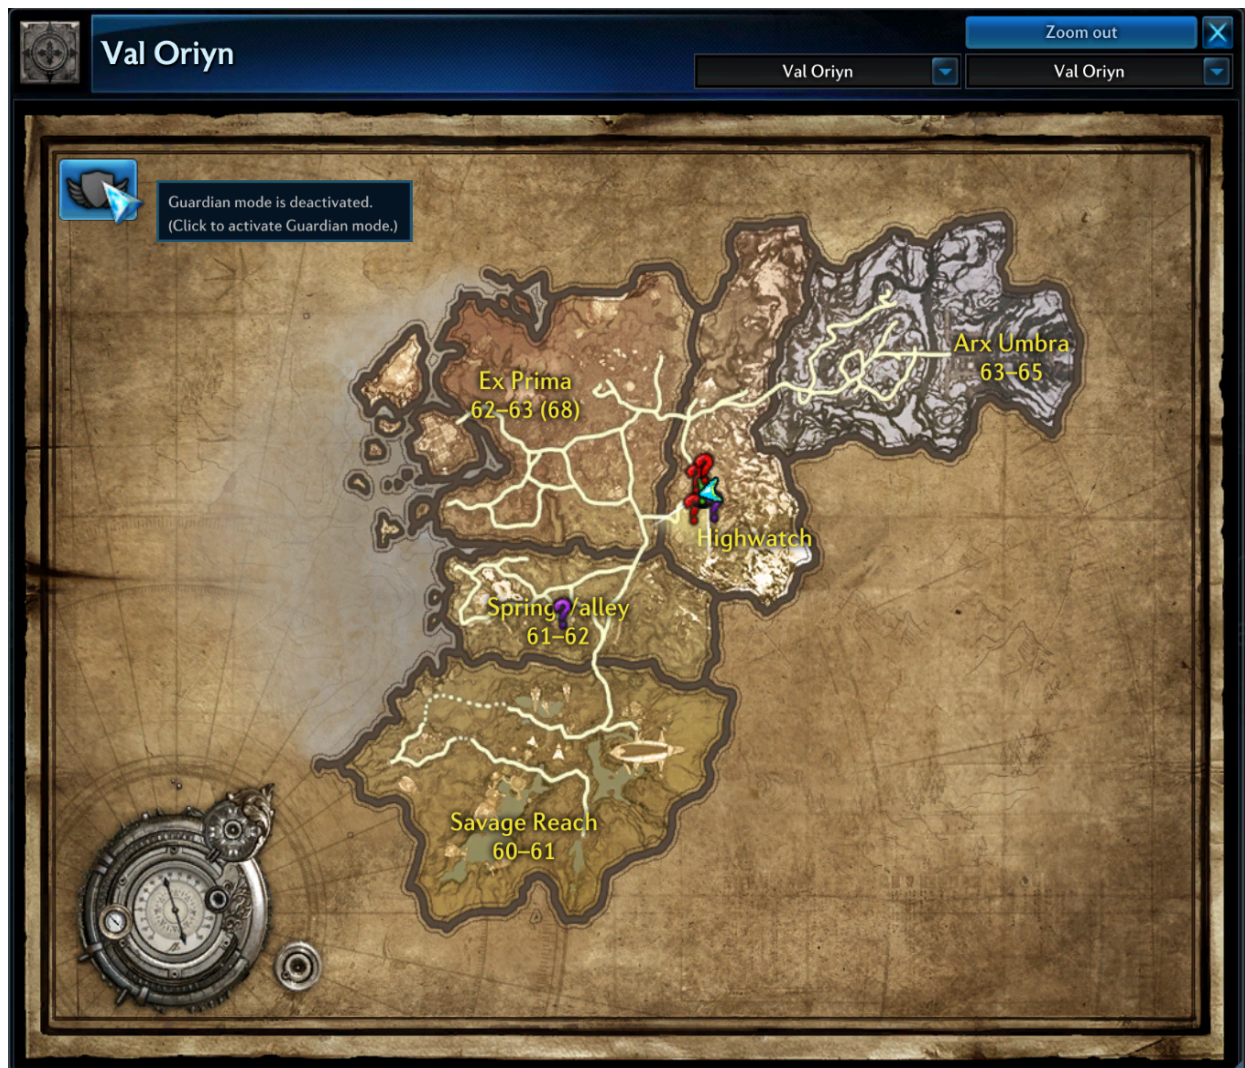 Val Oriyn
Zoom out
Val Oriyn
Val Oriyn
Guardian mode is deactivated.
(Click to activate Guardian mode.)
Arx Umbra
63–65
Ex Prima
62–63 (68)
Highwatch
Spring Valley
61–62
Savage Reach
60–61